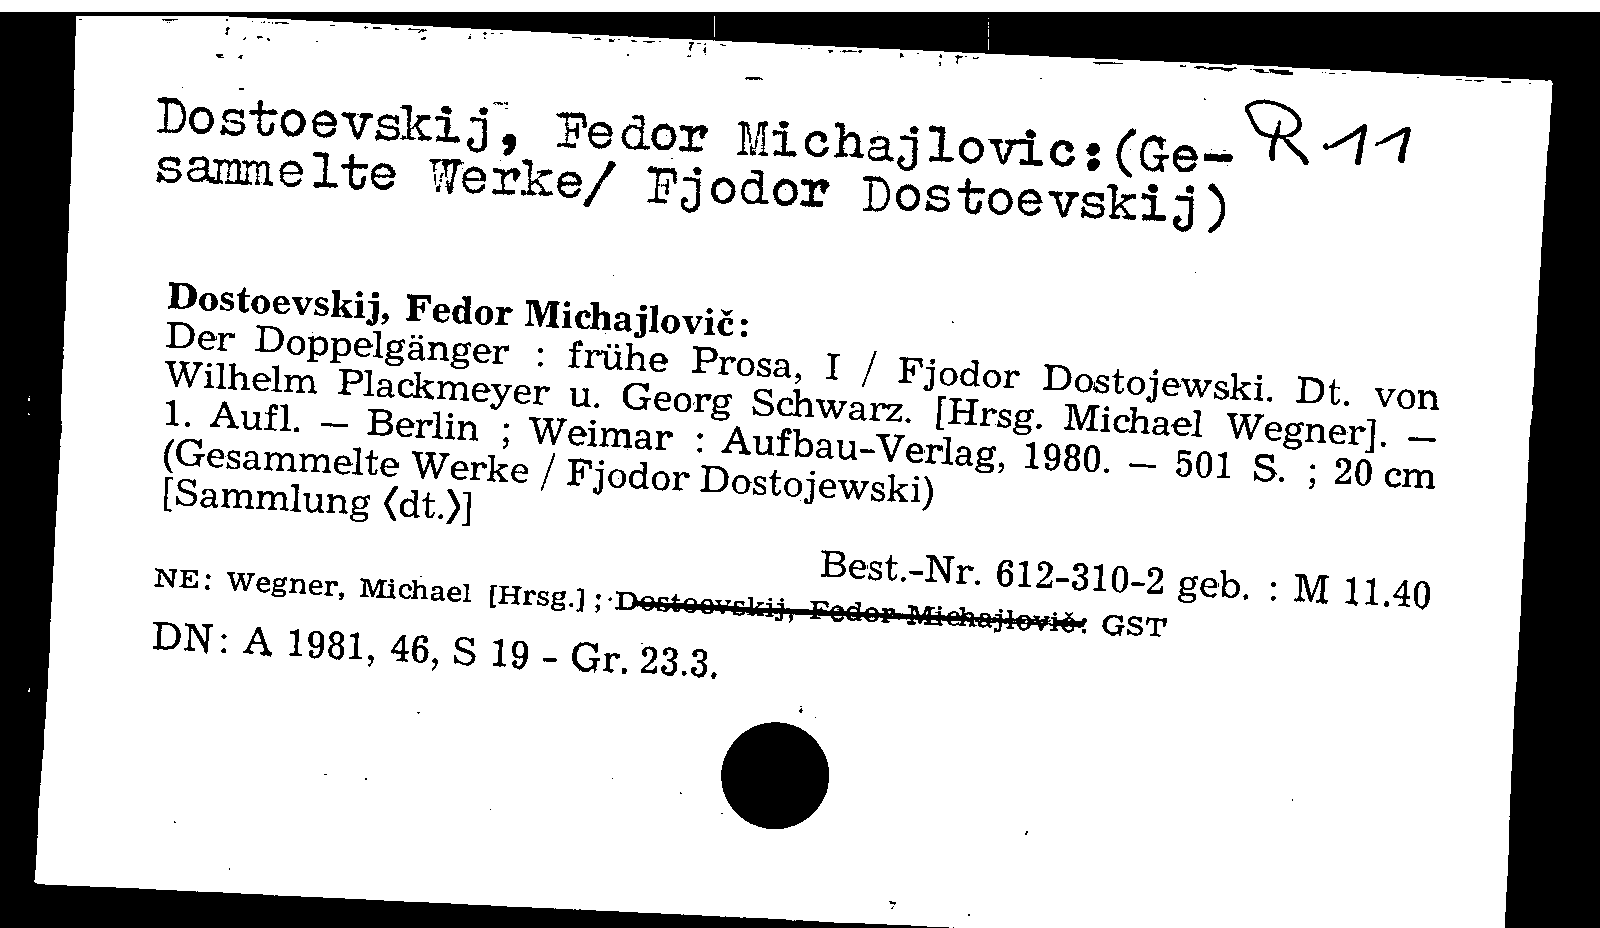 Dostoevskij, Fedor Michajlovic:(Ge- R 11
sammelte Werke/ Fjodor Dostoevskij)
Dostoevskij, Fedor Michajlovič:
Der Doppelgänger : frühe Prosa, I / Fjodor Dostojewski. Dt. von
Wilhelm Plackmeyer u. Georg Schwarz. [Hrsg. Michael Wegner]. —
1. Aufl. — Berlin ; Weimar : Aufbau-Verlag, 1980. — 501 S. ; 20 cm
(Gesammelte Werke / Fjodor Dostojewski)
[Sammlung ⟨dt.⟩]
Best.-Nr. 612-310-2 geb. : M 11.40
NE: Wegner, Michael [Hrsg.] ; Dostoevskij, Fedor Michajlovič: GST
DN: A 1981, 46, S 19 - Gr. 23.3.